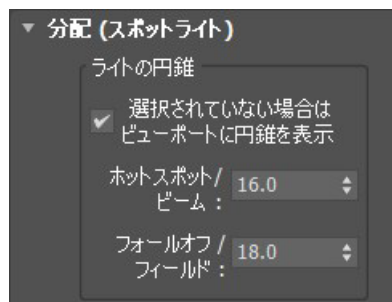 分配 (スポットライト)
ライトの円錐
選択されていない場合は
ビューポートに円錐を表示
ホットスポット/
ビーム : 16.0
フォールオフ /
フィールド : 18.0